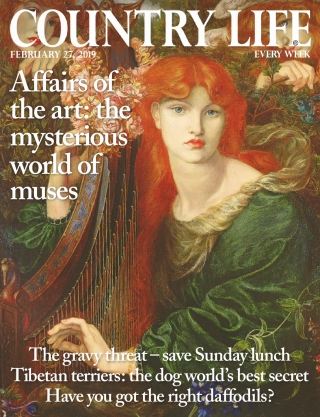 COUNTRY LIFE
FEBRUARY 27, 2019
EVERY WEEK
Affairs of
the art: the
mysterious
world of
muses
The gravy threat – save Sunday lunch
Tibetan terriers: the dog world's best secret
Have you got the right daffodils?